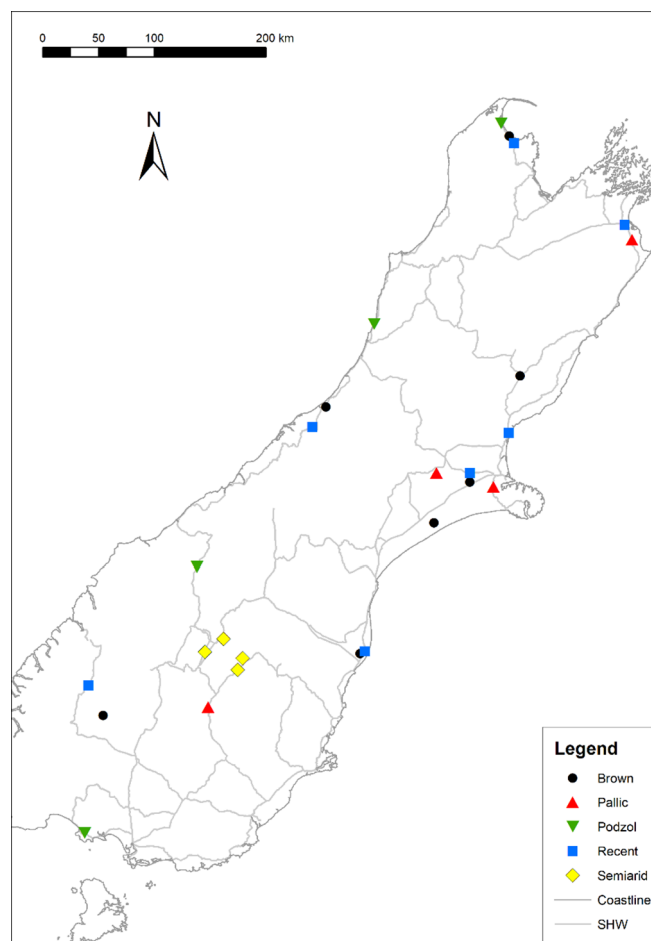 0 50 100 200 km
N
Legend
Brown
Pallic
Podzol
Recent
Semiarid
Coastline
SHW